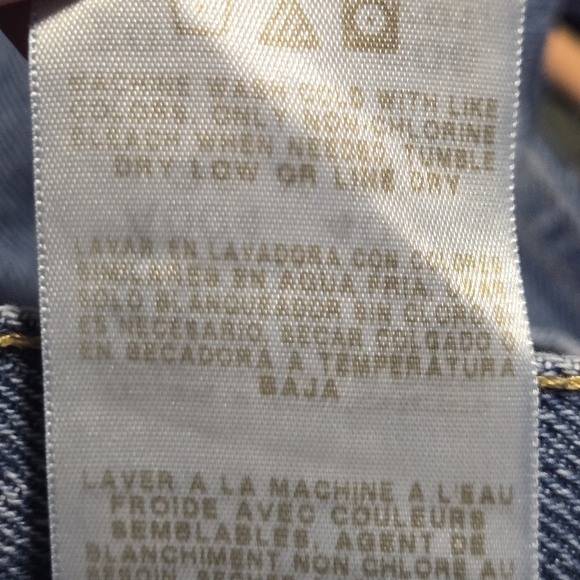 MACHINE WASH COLD WITH LIKE
COLORS. ONLY NON-CHLORINE
BLEACH WHEN NEEDED. TUMBLE
DRY LOW OR LINE DRY
LAVAR EN LAVADORA CON COLORES
SIMILARES EN AGUA FRIA. USAR
SOLO BLANQUEADOR SIN CLORO SI
ES NECESARIO. SECAR COLGADO O
EN SECADORA A TEMPERATURA
BAJA
LAVER A LA MACHINE A L'EAU
FROIDE AVEC COULEURS
SEMBLABLES. AGENT DE
BLANCHIMENT NON CHLORE AU
BESOIN.